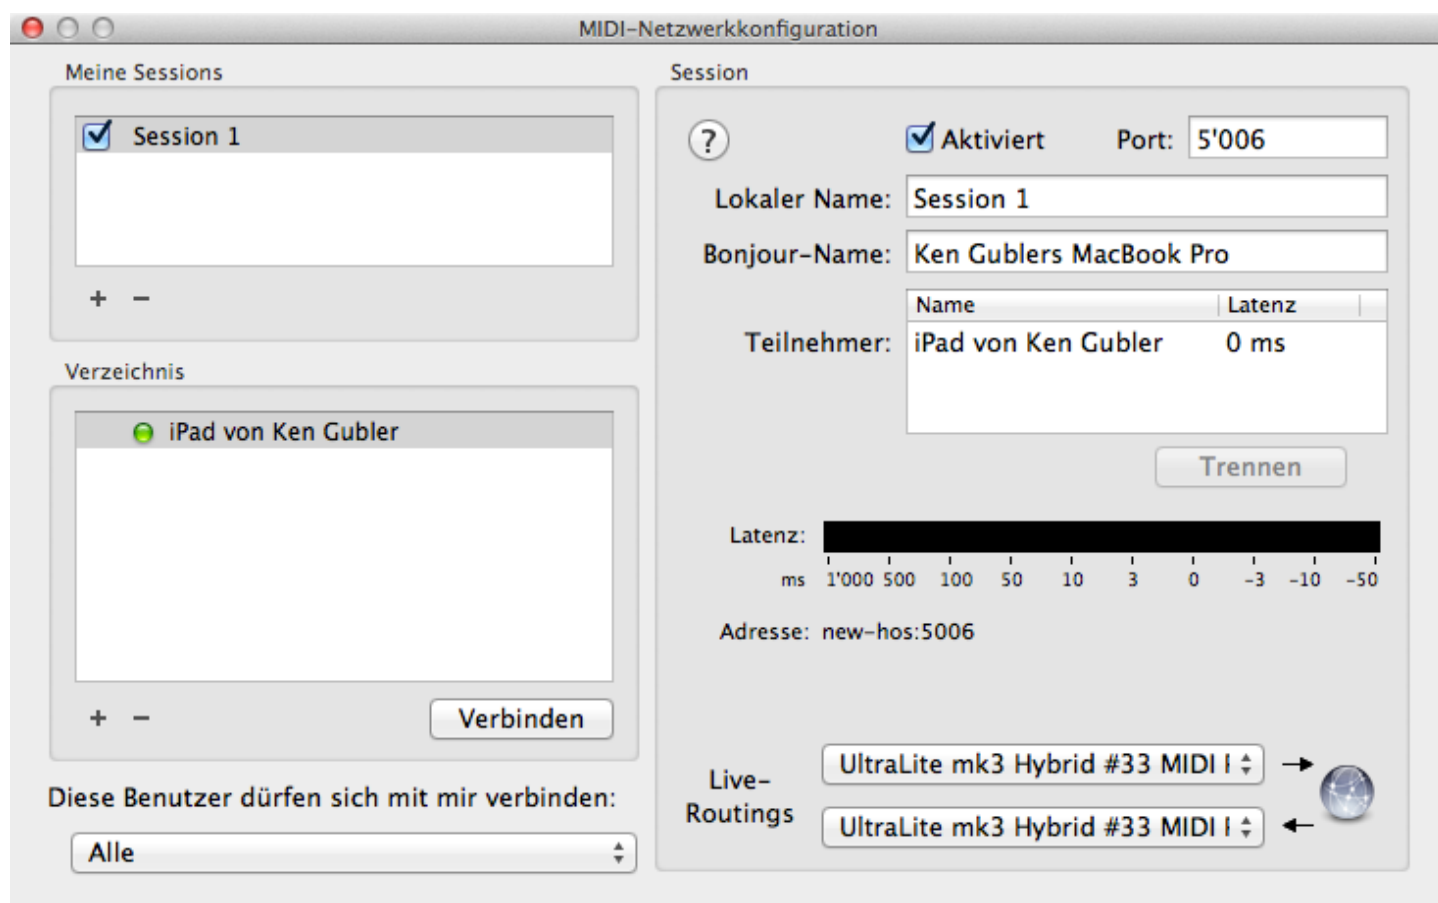 MIDI-Netzwerkkonfiguration
Meine Sessions
Session 1
+ −
Verzeichnis
iPad von Ken Gubler
+ −
Verbinden
Diese Benutzer dürfen sich mit mir verbinden:
Alle
Session
?
Aktiviert
Port: 5'006
Lokaler Name: Session 1
Bonjour-Name: Ken Gublers MacBook Pro
Name Latenz
Teilnehmer: iPad von Ken Gubler 0 ms
Trennen
Latenz:
ms 1'000 500 100 50 10 3 0 -3 -10 -50
Adresse: new-hos:5006
Live-
Routings
UltraLite mk3 Hybrid #33 MIDI
UltraLite mk3 Hybrid #33 MIDI